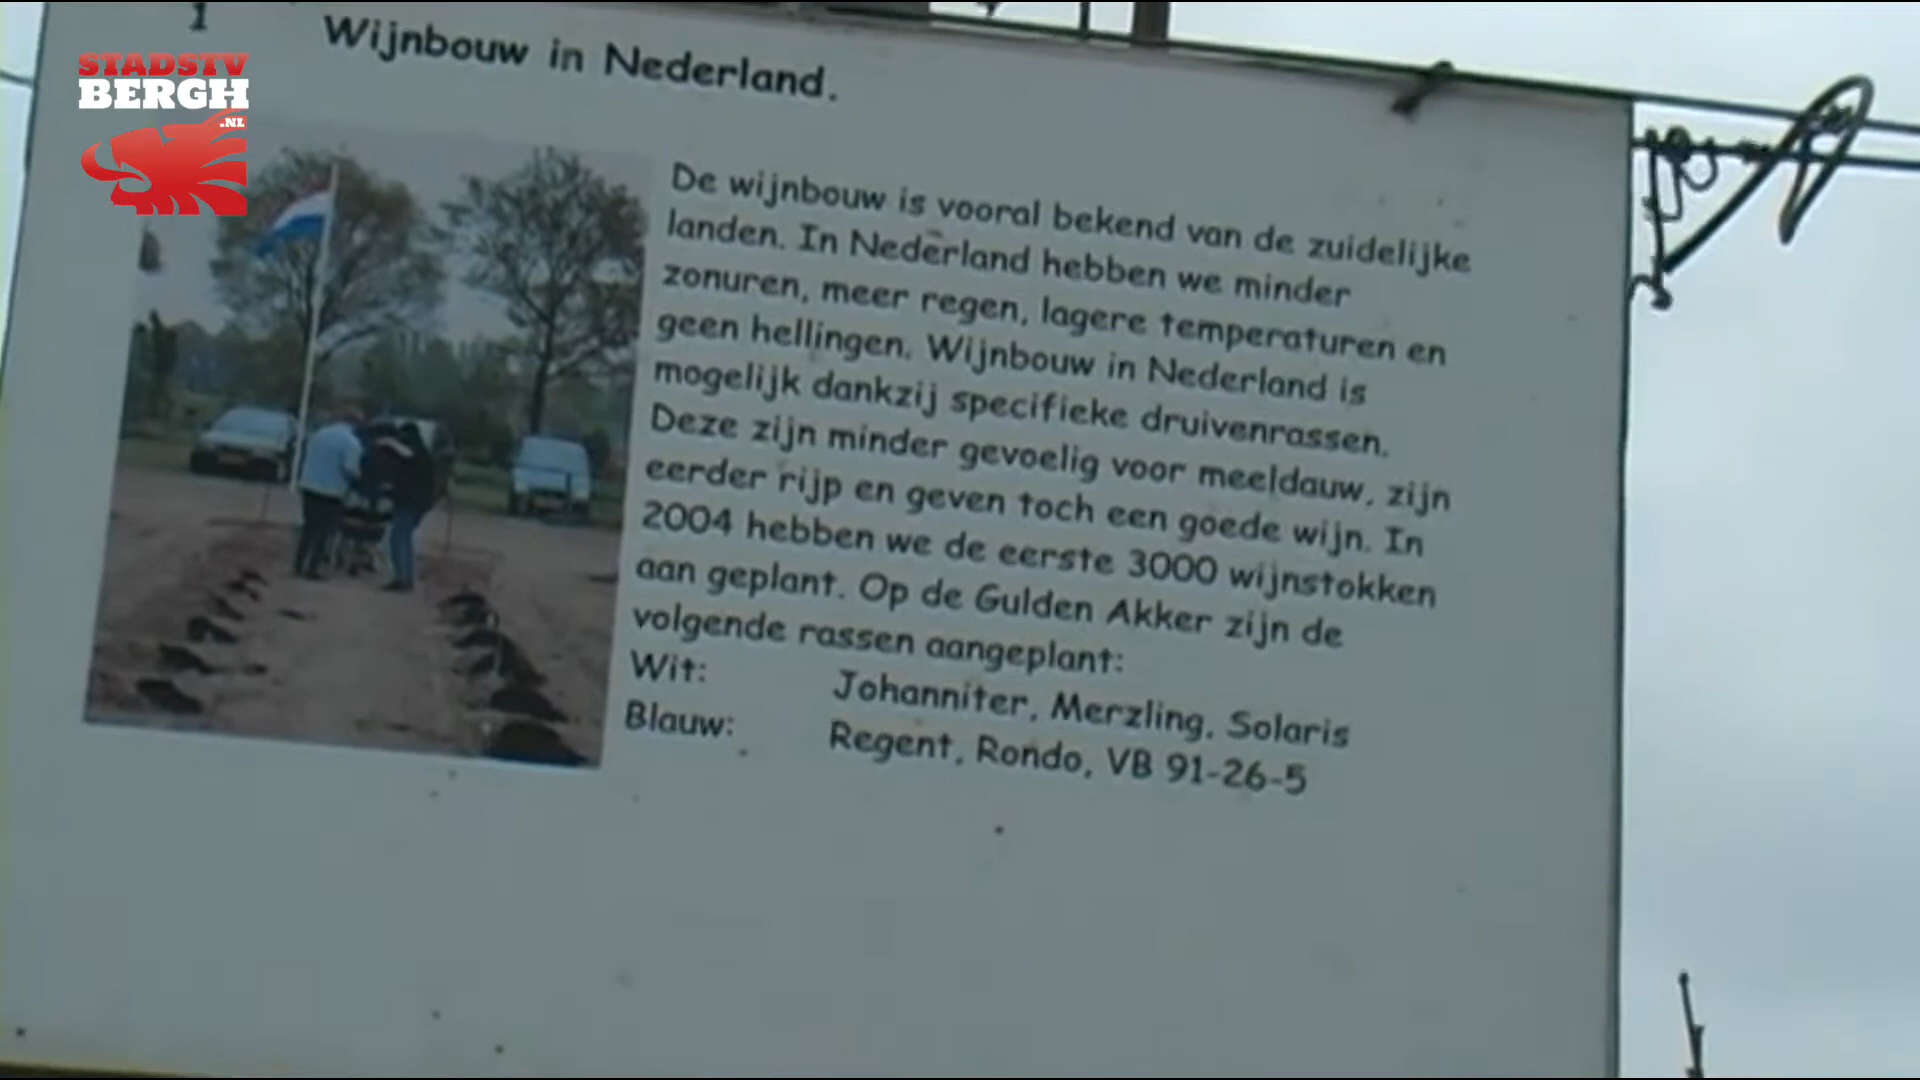 1 Wijnbouw in Nederland.
STADSTV
BERGH
.NL
De wijnbouw is vooral bekend van de zuidelijke
landen. In Nederland hebben we minder
zonuren, meer regen, lagere temperaturen en
geen hellingen. Wijnbouw in Nederland is
mogelijk dankzij specifieke druivenrassen.
Deze zijn minder gevoelig voor meeldauw, zijn
eerder rijp en geven toch een goede wijn. In
2004 hebben we de eerste 3000 wijnstokken
aan geplant. Op de Gulden Akker zijn de
volgende rassen aangeplant:
Wit: Johanniter, Merzling, Solaris
Blauw: Regent, Rondo, VB 91-26-5